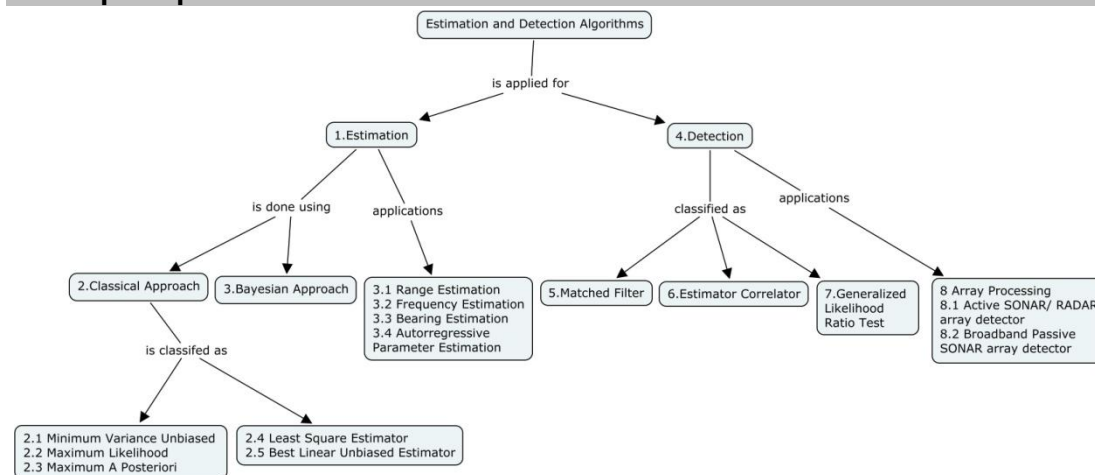 Estimation and Detection Algorithms
is applied for
1.Estimation
4.Detection
is done using
applications
classified as
applications
2.Classical Approach
3.Bayesian Approach
3.1 Range Estimation
3.2 Frequency Estimation
3.3 Bearing Estimation
3.4 Autorregressive
Parameter Estimation
5.Matched Filter
6.Estimator Correlator
7.Generalized
Likelihood
Ratio Test
8 Array Processing
8.1 Active SONAR/ RADAR
array detector
8.2 Broadband Passive
SONAR array detector
is classifed as
2.1 Minimum Variance Unbiased
2.2 Maximum Likelihood
2.3 Maximum A Posteriori
2.4 Least Square Estimator
2.5 Best Linear Unbiased Estimator